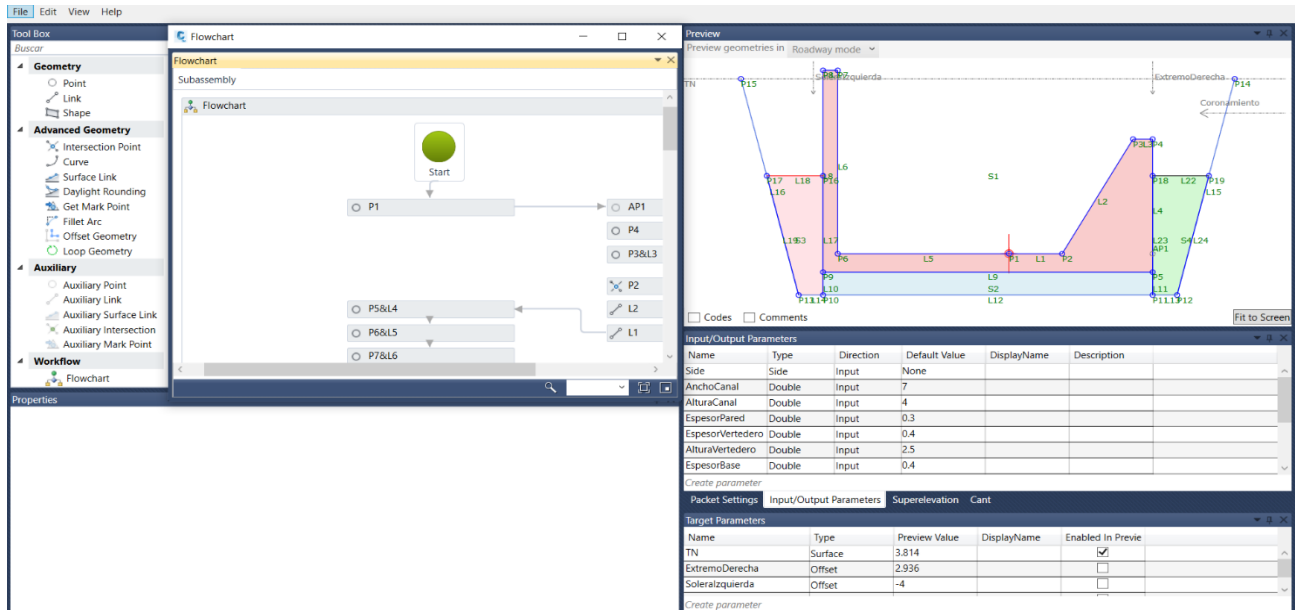 File Edit View Help
Tool Box
Buscar
Geometry
Point
Link
Shape
Advanced Geometry
Intersection Point
Curve
Surface Link
Daylight Rounding
Get Mark Point
Fillet Arc
Offset Geometry
Loop Geometry
Auxiliary
Auxiliary Point
Auxiliary Link
Auxiliary Surface Link
Auxiliary Intersection
Auxiliary Mark Point
Workflow
Flowchart
Properties
Flowchart
Flowchart
Subassembly
Flowchart
Start
P1
AP1
P4
P3&L3
P2
P5&L4
L2
P6&L5
L1
P7&L6
Preview
Preview geometries in Roadway mode
TN
P15
P7
ExtremoDerecha
P14
Coronamiento
P3 L3 P4
L6
S1
P17 L18 L8 P16
P18 L22 P19
L16
L15
L2
L4
L19 S3
L17
L23 S4 L24
AP1
P6
L5
P1 L1 P2
P9
L9
P5
L10
S2
L11
P13 L14 P10
L12
P11 L13 P12
Codes Comments
Fit to Screen
Input/Output Parameters
Name Type Direction Default Value DisplayName Description
Side Side Input None
AnchoCanal Double Input 7
AlturaCanal Double Input 4
EspesorPared Double Input 0.3
EspesorVertedero Double Input 0.4
AlturaVertedero Double Input 2.5
EspesorBase Double Input 0.4
Create parameter
Packet Settings Input/Output Parameters Superelevation Cant
Target Parameters
Name Type Preview Value DisplayName Enabled In Previe
TN Surface 3.814
ExtremoDerecha Offset 2.936
SoleraIzquierda Offset -4
Create parameter